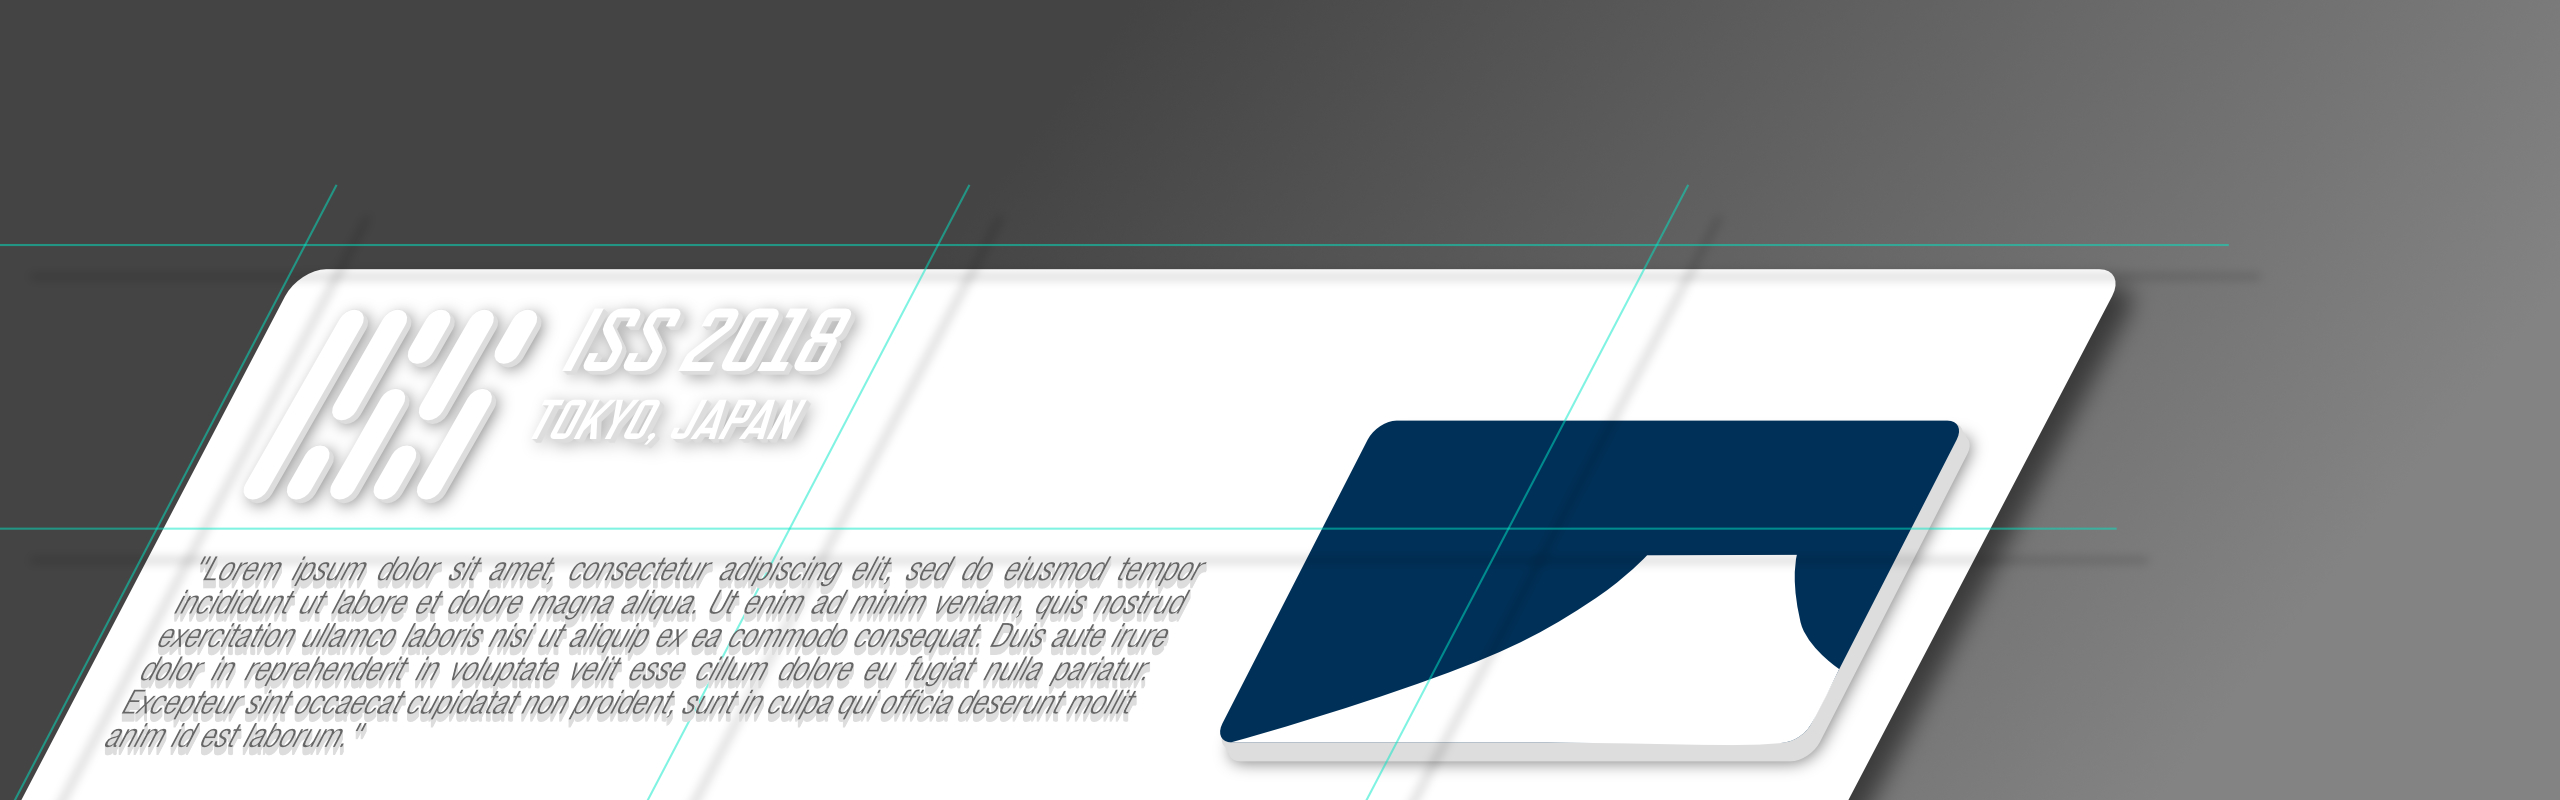 ISS 2018
TOKYO, JAPAN
"Lorem ipsum dolor sit amet, consectetur adipiscing elit, sed do eiusmod tempor
incididunt ut labore et dolore magna aliqua. Ut enim ad minim veniam, quis nostrud
exercitation ullamco laboris nisi ut aliquip ex ea commodo consequat. Duis aute irure
dolor in reprehenderit in voluptate velit esse cillum dolore eu fugiat nulla pariatur.
Excepteur sint occaecat cupidatat non proident, sunt in culpa qui officia deserunt mollit
anim id est laborum. "